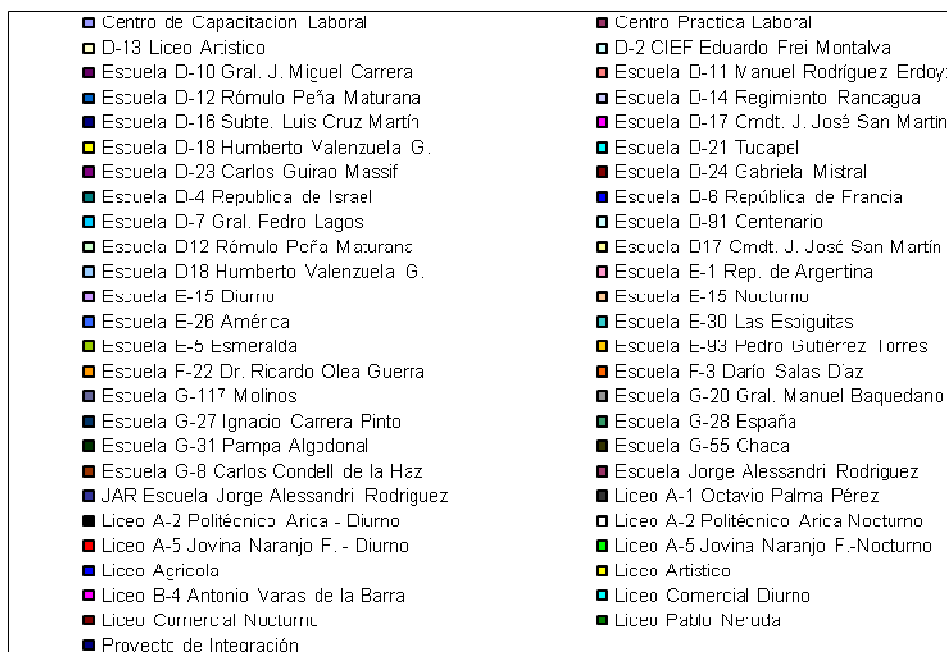 Centro de Capacitacion Laboral
Centro Practica Laboral
D-13 Liceo Artistico
D-2 CIEF Eduardo Frei Montalva
Escuela D-10 Gral. J. Miguel Carrera
Escuela D-11 Manuel Rodríguez Erdoyz
Escuela D-12 Rómulo Peña Maturana
Escuela D-14 Regimiento Rancagua
Escuela D-16 Subte. Luis Cruz Martín
Escuela D-17 Cmdt. J. José San Martín
Escuela D-18 Humberto Valenzuela G.
Escuela D-21 Tucapel
Escuela D-23 Carlos Guirao Massif
Escuela D-24 Gabriela Mistral
Escuela D-4 Republica de Israel
Escuela D-6 República de Francia
Escuela D-7 Gral. Pedro Lagos
Escuela D-91 Centenario
Escuela D12 Rómulo Peña Maturana
Escuela D17 Cmdt. J. José San Martín
Escuela D18 Humberto Valenzuela G.
Escuela E-1 Rep. de Argentina
Escuela E-15 Diurno
Escuela E-15 Nocturno
Escuela E-26 América
Escuela E-30 Las Espiguitas
Escuela E-5 Esmeralda
Escuela E-93 Pedro Gutiérrez Torres
Escuela F-22 Dr. Ricardo Olea Guerra
Escuela F-3 Darío Salas Díaz
Escuela G-117 Molinos
Escuela G-20 Gral. Manuel Baquedano
Escuela G-27 Ignacio Carrera Pinto
Escuela G-28 España
Escuela G-31 Pampa Algodonal
Escuela G-55 Chaca
Escuela G-8 Carlos Condell de la Haz
Escuela Jorge Alessandri Rodriguez
JAR Escuela Jorge Alessandri Rodriguez
Liceo A-1 Octavio Palma Pérez
Liceo A-2 Politécnico Arica - Diurno
Liceo A-2 Politécnico Arica Nocturno
Liceo A-5 Jovina Naranjo F. - Diurno
Liceo A-5 Jovina Naranjo F.-Nocturno
Liceo Agricola
Liceo Artistico
Liceo B-4 Antonio Varas de la Barra
Liceo Comercial Diurno
Liceo Comercial Nocturno
Liceo Pablo Neruda
Proyecto de Integración